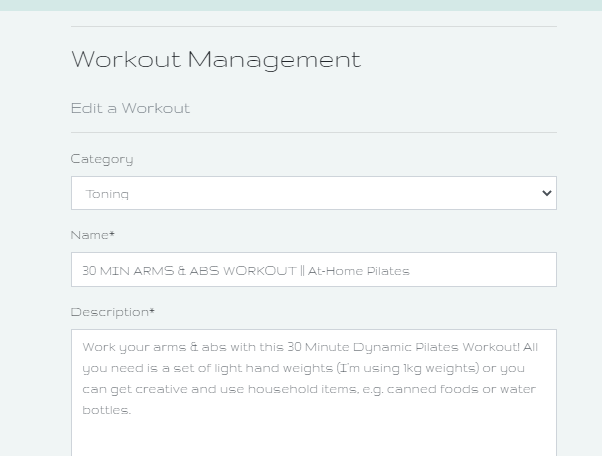 Workout Management
Edit a Workout
Category
Toning
Name*
30 MIN ARMS & ABS WORKOUT || At-Home Pilates
Description*
Work your arms & abs with this 30 Minute Dynamic Pilates Workout! All
you need is a set of light hand weights (I'm using 1kg weights) or you
can get creative and use household items, e.g. canned foods or water
bottles.